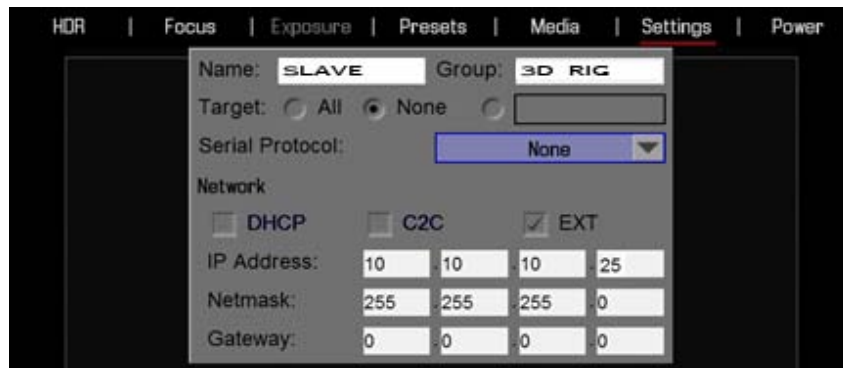 HDR | Focus | Exposure | Presets | Media | Settings | Power
Name: SLAVE Group: 3D RIG
Target: All None
Serial Protocol: None
Network
DHCP C2C EXT
IP Address: 10 . 10 . 10 . 25
Netmask: 255 . 255 . 255 . 0
Gateway: 0 . 0 . 0 . 0